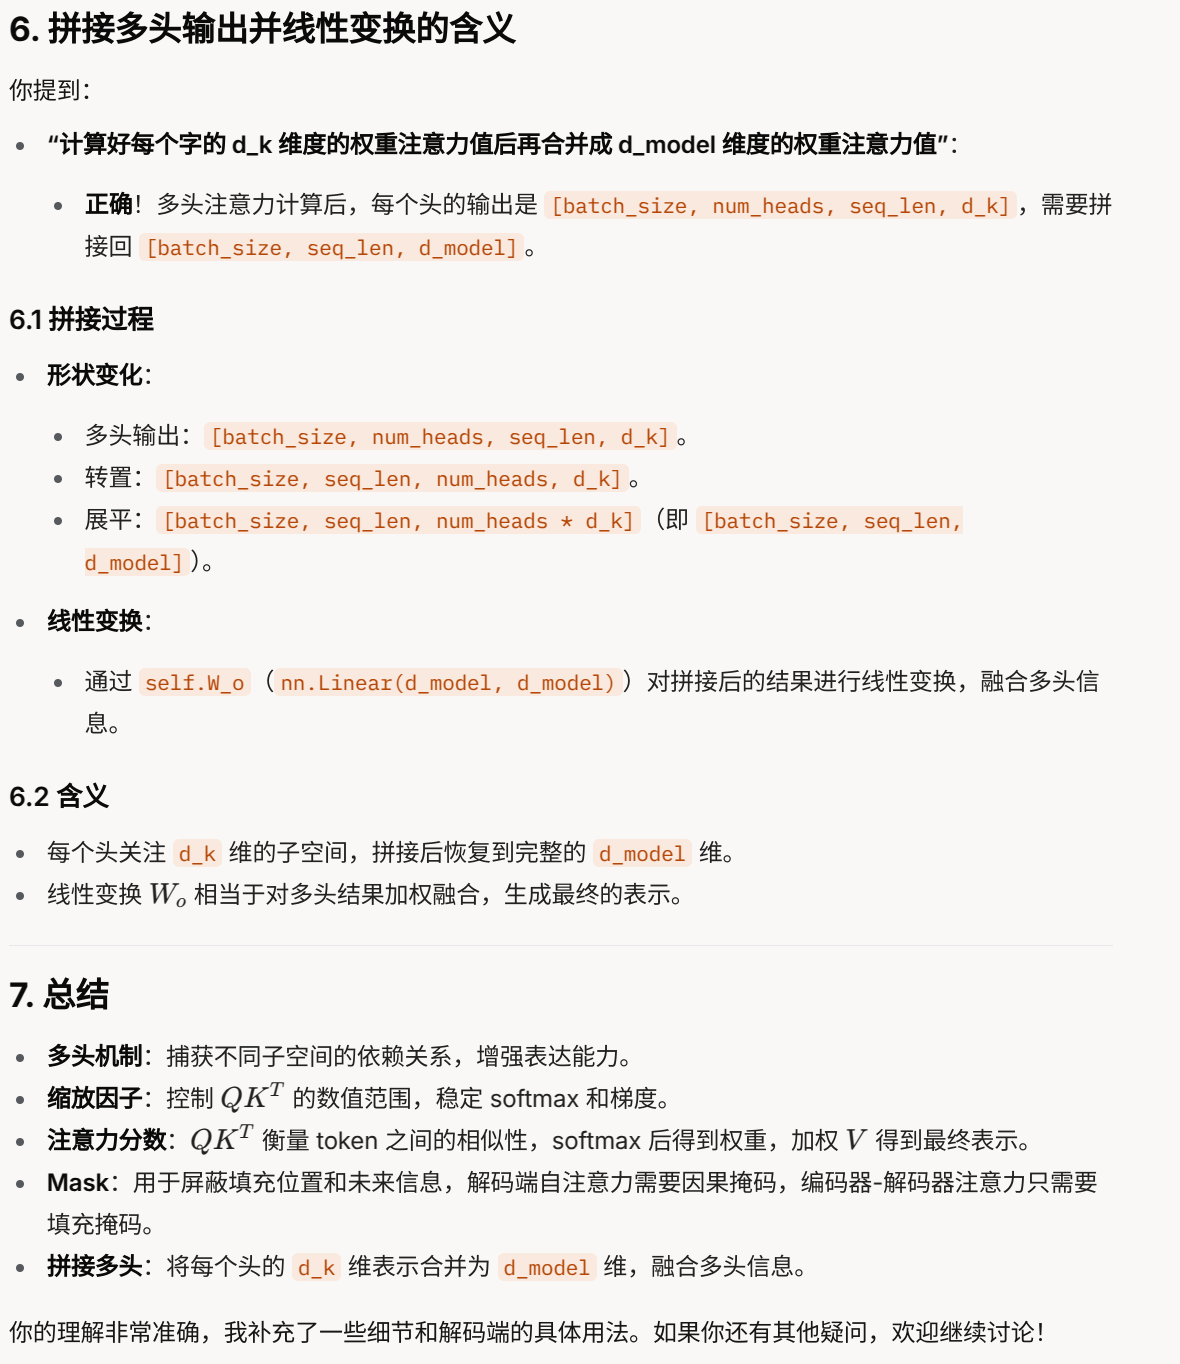 6. 拼接多头输出并线性变换的含义
你提到：
“计算好每个字的 d_k 维度的权重注意力值后再合并成 d_model 维度的权重注意力值”：
正确！多头注意力计算后，每个头的输出是 [batch_size, num_heads, seq_len, d_k]，需要拼
接回 [batch_size, seq_len, d_model]。
6.1 拼接过程
形状变化：
多头输出：[batch_size, num_heads, seq_len, d_k]。
转置：[batch_size, seq_len, num_heads, d_k]。
展平：[batch_size, seq_len, num_heads * d_k]（即 [batch_size, seq_len,
d_model]）。
线性变换：
通过 self.W_o（nn.Linear(d_model, d_model)）对拼接后的结果进行线性变换，融合多头信
息。
6.2 含义
每个头关注 d_k 维的子空间，拼接后恢复到完整的 d_model 维。
线性变换 W_o 相当于对多头结果加权融合，生成最终的表示。
7. 总结
多头机制：捕获不同子空间的依赖关系，增强表达能力。
缩放因子：控制 QK^T 的数值范围，稳定 softmax 和梯度。
注意力分数：QK^T 衡量 token 之间的相似性，softmax 后得到权重，加权 V 得到最终表示。
Mask：用于屏蔽填充位置和未来信息，解码端自注意力需要因果掩码，编码器-解码器注意力只需要
填充掩码。
拼接多头：将每个头的 d_k 维表示合并为 d_model 维，融合多头信息。
你的理解非常准确，我补充了一些细节和解码端的具体用法。如果你还有其他疑问，欢迎继续讨论！